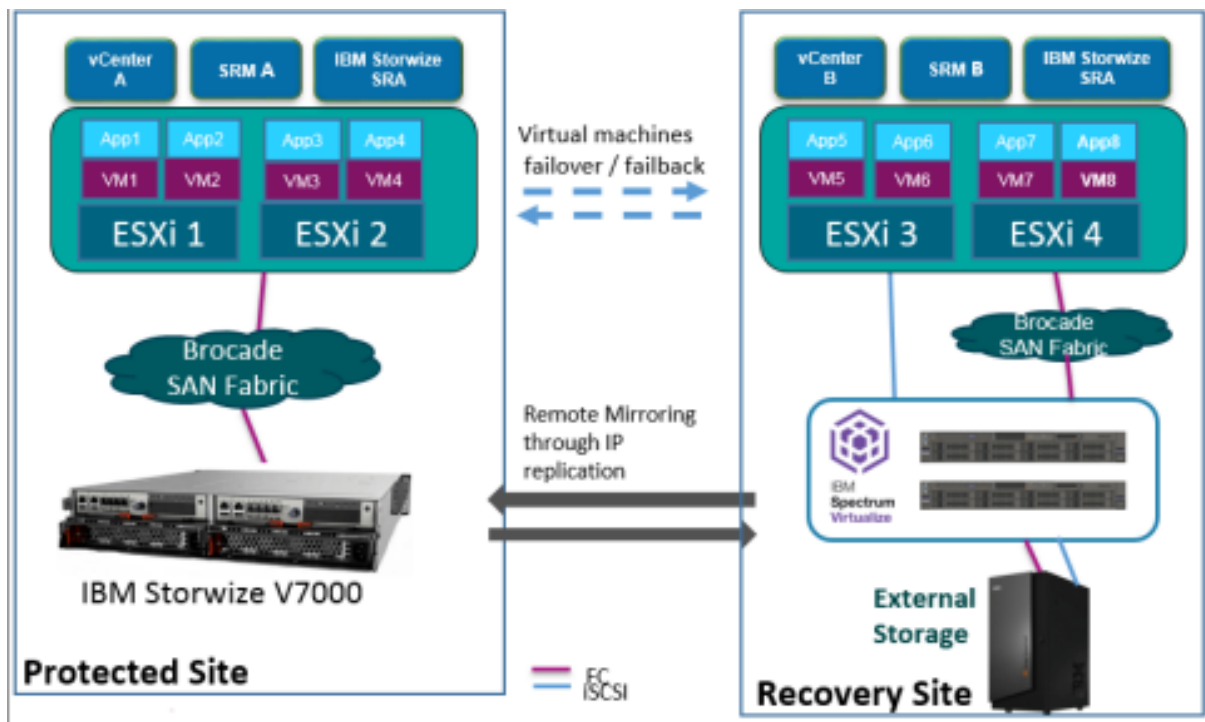 vCenter
A
SRM A
IBM Storwize
SRA
App1
App2
App3
App4
VM1
VM2
VM3
VM4
ESXi 1
ESXi 2
Brocade
SAN Fabric
IBM Storwize V7000
Protected Site
Virtual machines
failover / failback
Remote Mirroring
through IP
replication
FC
iSCSI
vCenter
B
SRM B
IBM Storwize
SRA
App5
App6
App7
App8
VM5
VM6
VM7
VM8
ESXi 3
ESXi 4
Brocade
SAN Fabric
IBM
Spectrum
Virtualize
External
Storage
Recovery Site